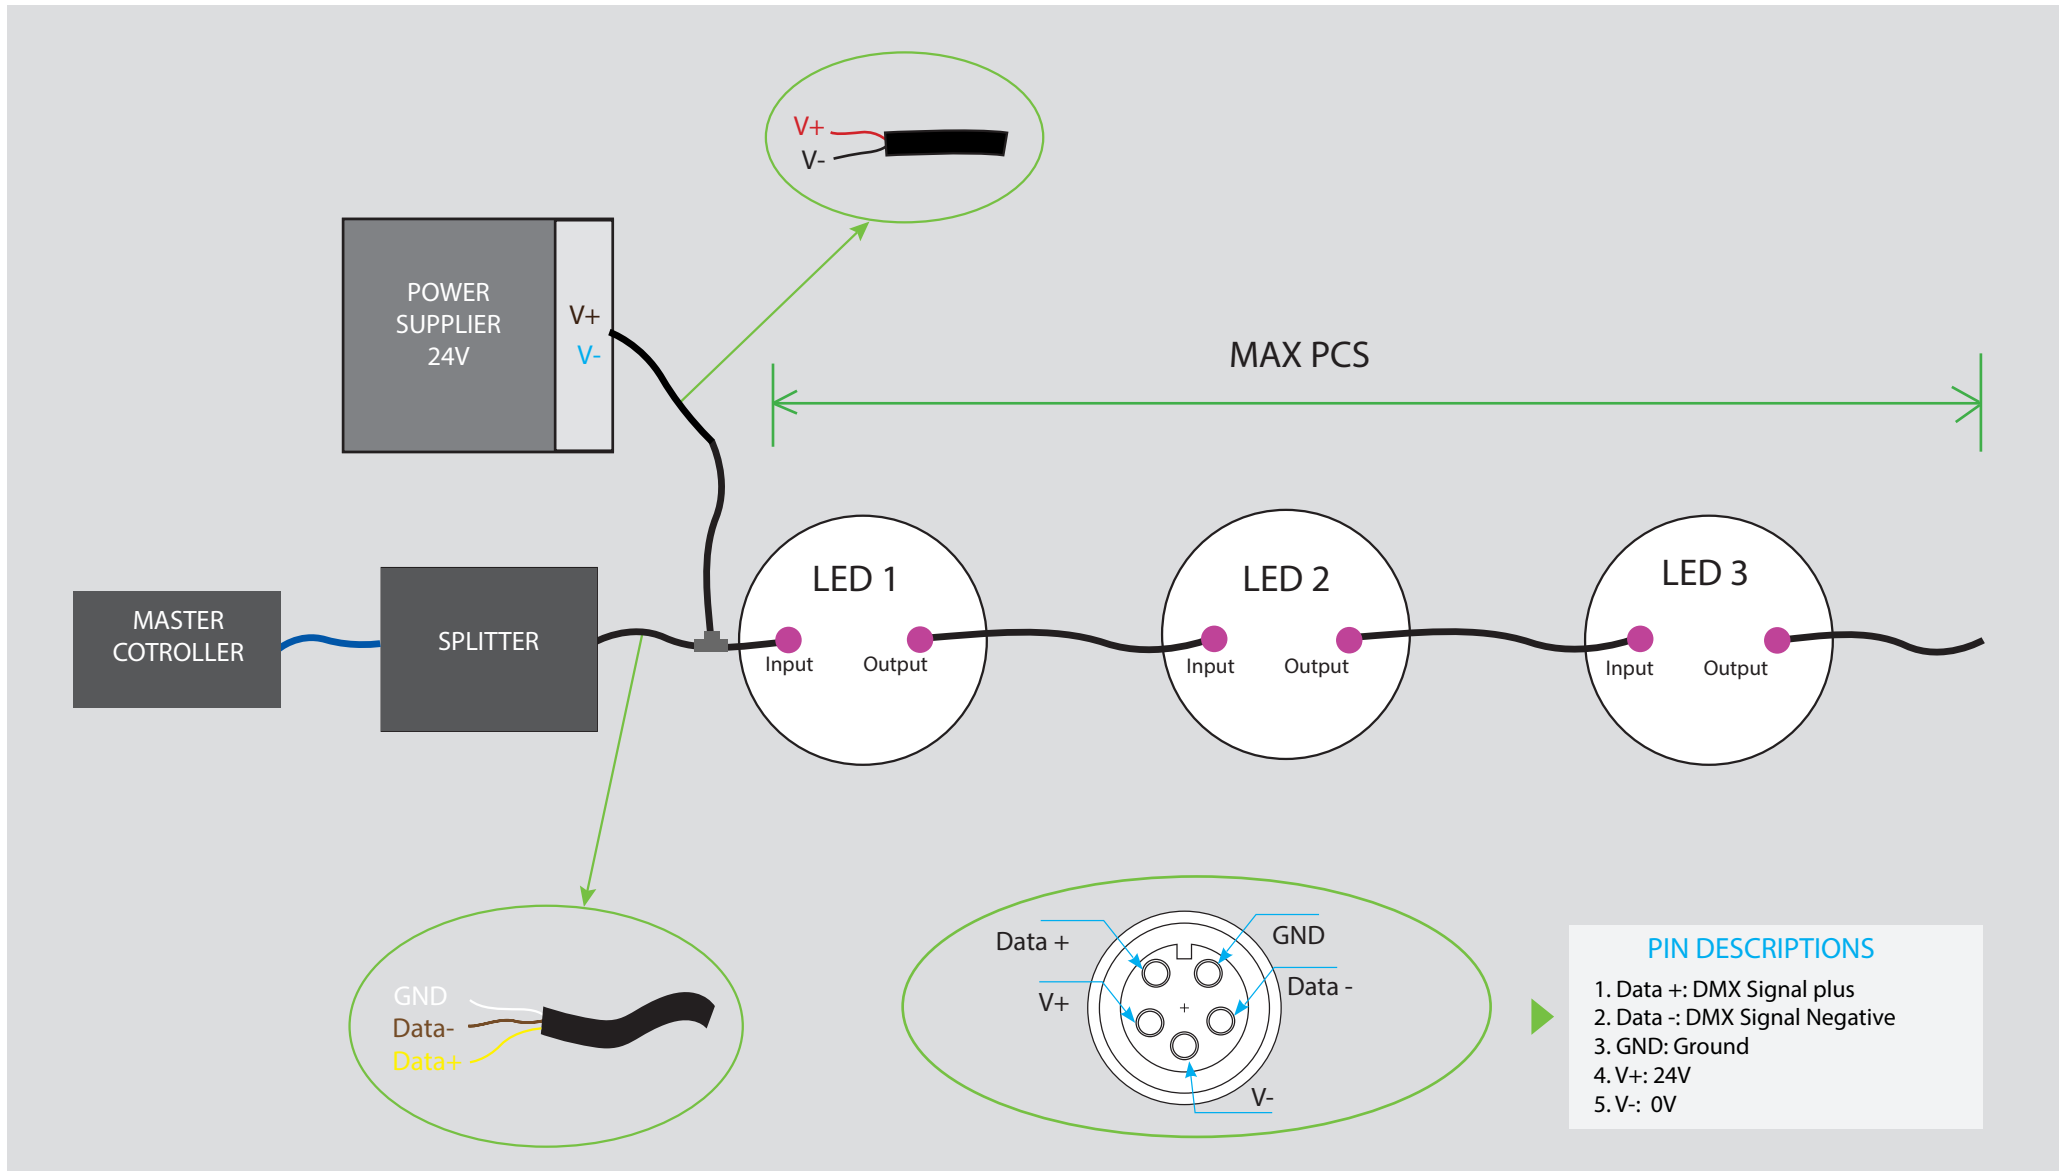 V+
V-
POWER
SUPPLIER
24V
V+
V-
MAX PCS
LED 1
LED 2
LED 3
MASTER
COTROLLER
SPLITTER
Input
Output
Input
Output
Input
Output
GND
Data-
Data+
Data +
GND
V+
Data -
V-
PIN DESCRIPTIONS
1. Data +: DMX Signal plus
2. Data -: DMX Signal Negative
3. GND: Ground
4. V+: 24V
5. V-: 0V